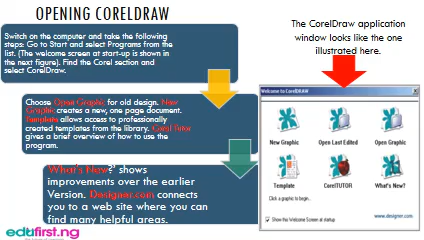 OPENING CORELDRAW
Switch on the computer and take the following
steps: Go to Start and select Programs from the
list. (The welcome screen at start-up is shown in
the next figure). Find the Corel section and
select CorelDraw.
The CorelDraw application
window looks like the one
illustrated here.
Choose Open Graphic for old design. New
Graphic creates a new, one page document.
Template allows access to professionally
created templates from the library. Corel Tutor
gives a brief overview of how to use the
program.
What's New?' shows
improvements over the earlier
Version. Designer.com connects
you to a web site where you can
find many helpful areas.
Welcome to CorelDRAW
New Graphic
Open Last Edited
Open Graphic
Template
CorelTUTOR
What's New?
Click a graphic to begin...
Show this Welcome Screen at startup
www.designer.com
edufirst.ng